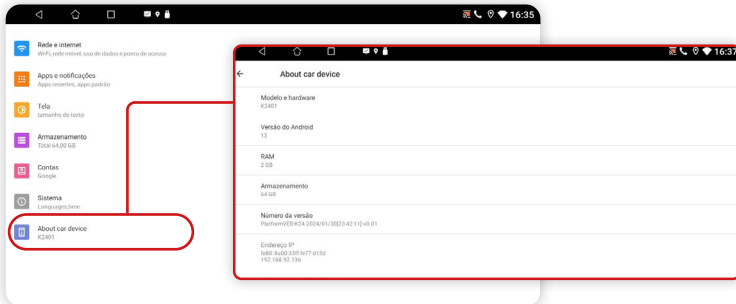 16:35
Rede e internet
Wi-Fi, rede móvel, uso de dados e ponto de acesso
Apps e notificações
Apps recentes, apps padrão
Tela
tamanho do texto
Armazenamento
Total 64.00 GB
Contas
Google
Sistema
Languages,time
About car device
K2401
16:37
About car device
Modelo e hardware
K2401
Versão do Android
13
RAM
2 GB
Armazenamento
64 GB
Número da versão
PlatformVER:K24-2024/01/30[23:42:11]-v0.01
Endereço IP
192.168.92.136